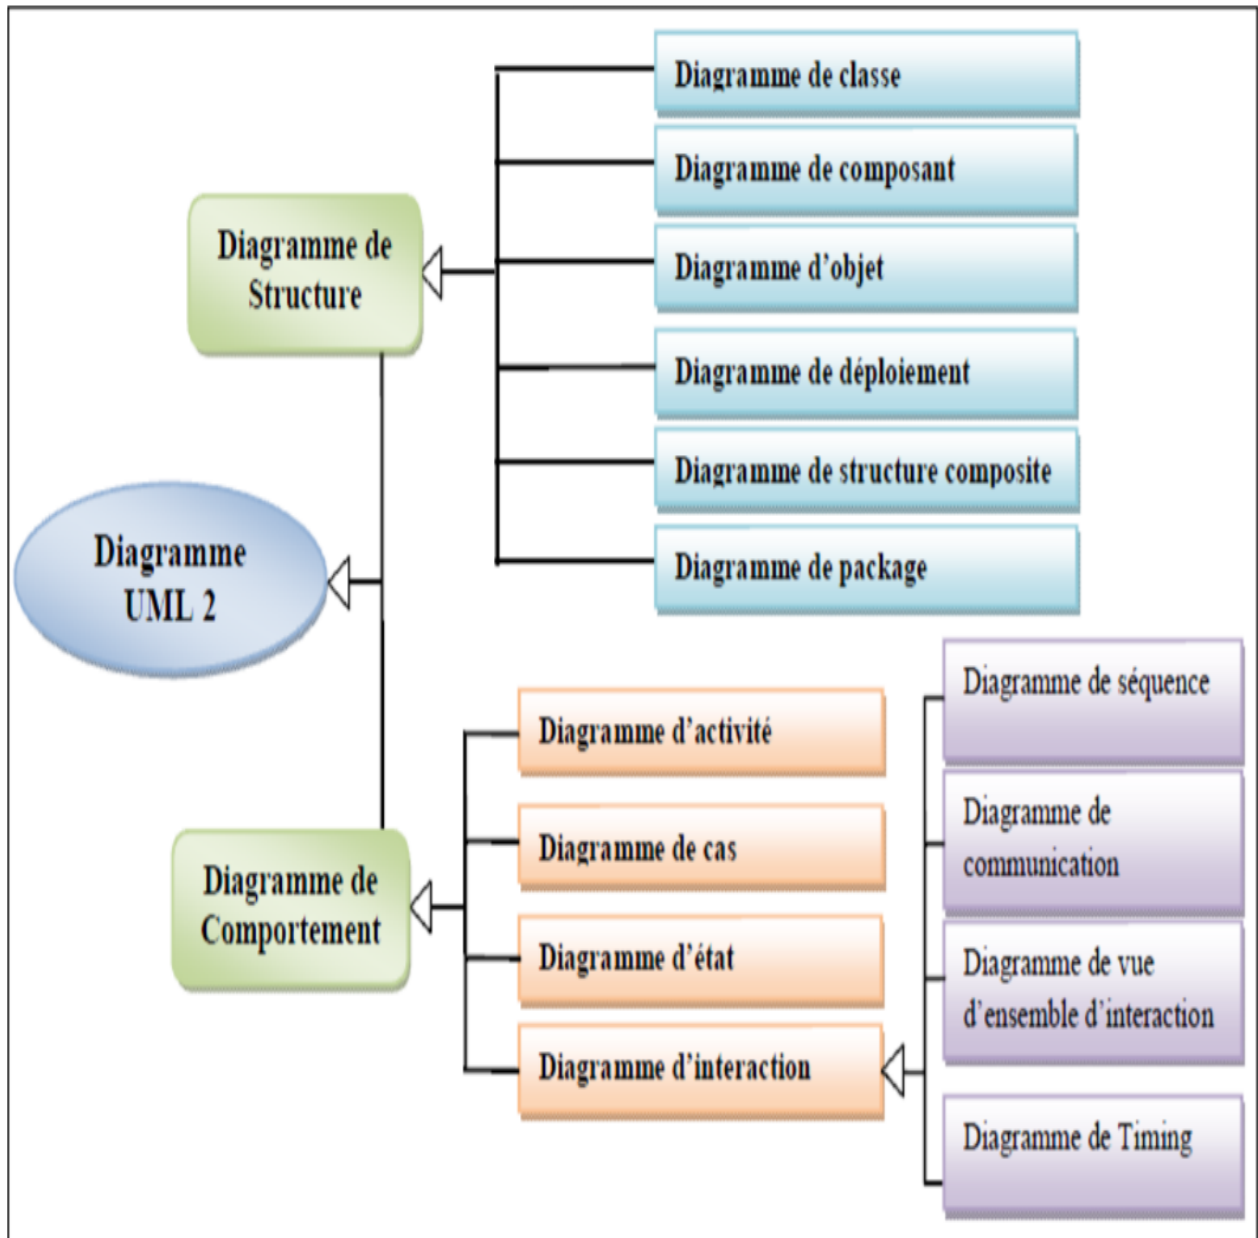 Diagramme de classe
Diagramme de composant
Diagramme de
Structure
Diagramme d'objet
Diagramme de déploiement
Diagramme de structure composite
Diagramme
UML 2
Diagramme de package
Diagramme d'activité
Diagramme de cas
Diagramme de
Comportement
Diagramme d'état
Diagramme d'interaction
Diagramme de séquence
Diagramme de
communication
Diagramme de vue
d'ensemble d'interaction
Diagramme de Timing